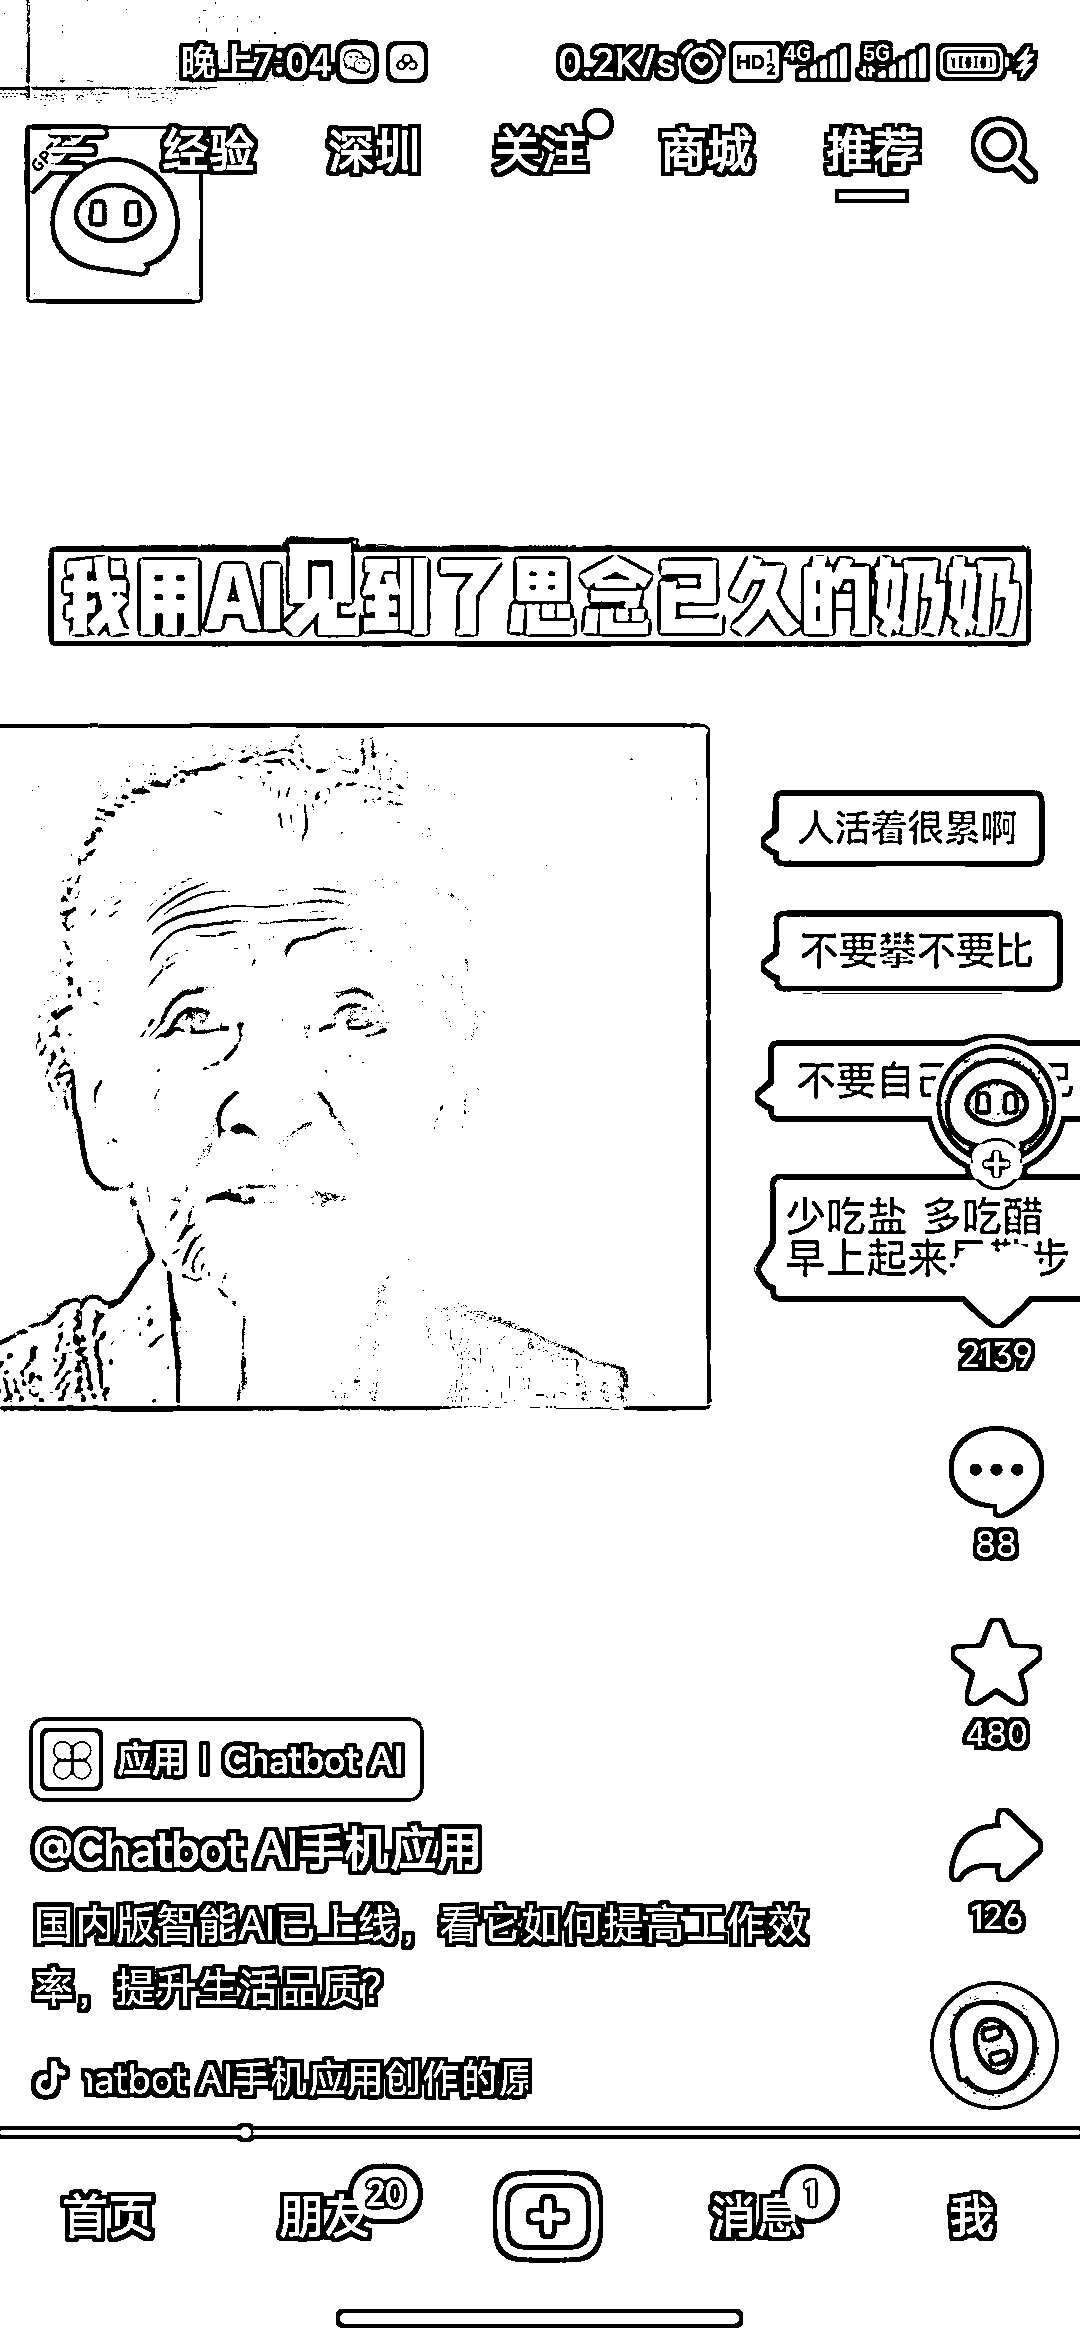 晚上7:04 0.2K/s HD 1 2 4G 5G
经验 深圳 关注 商城 推荐
我用AI见到了思念己久的奶奶
人活着很累啊
不要攀不要比
不要自己
少吃盐 多吃醋
早上起来 步
2139
88
480
应用 | Chatbot AI
@Chatbot AI手机应用
126
国内版智能AI已上线，看它如何提高工作效
率，提升生活品质？
atbot AI手机应用创作的原
首页 朋友 20 消息 1 我